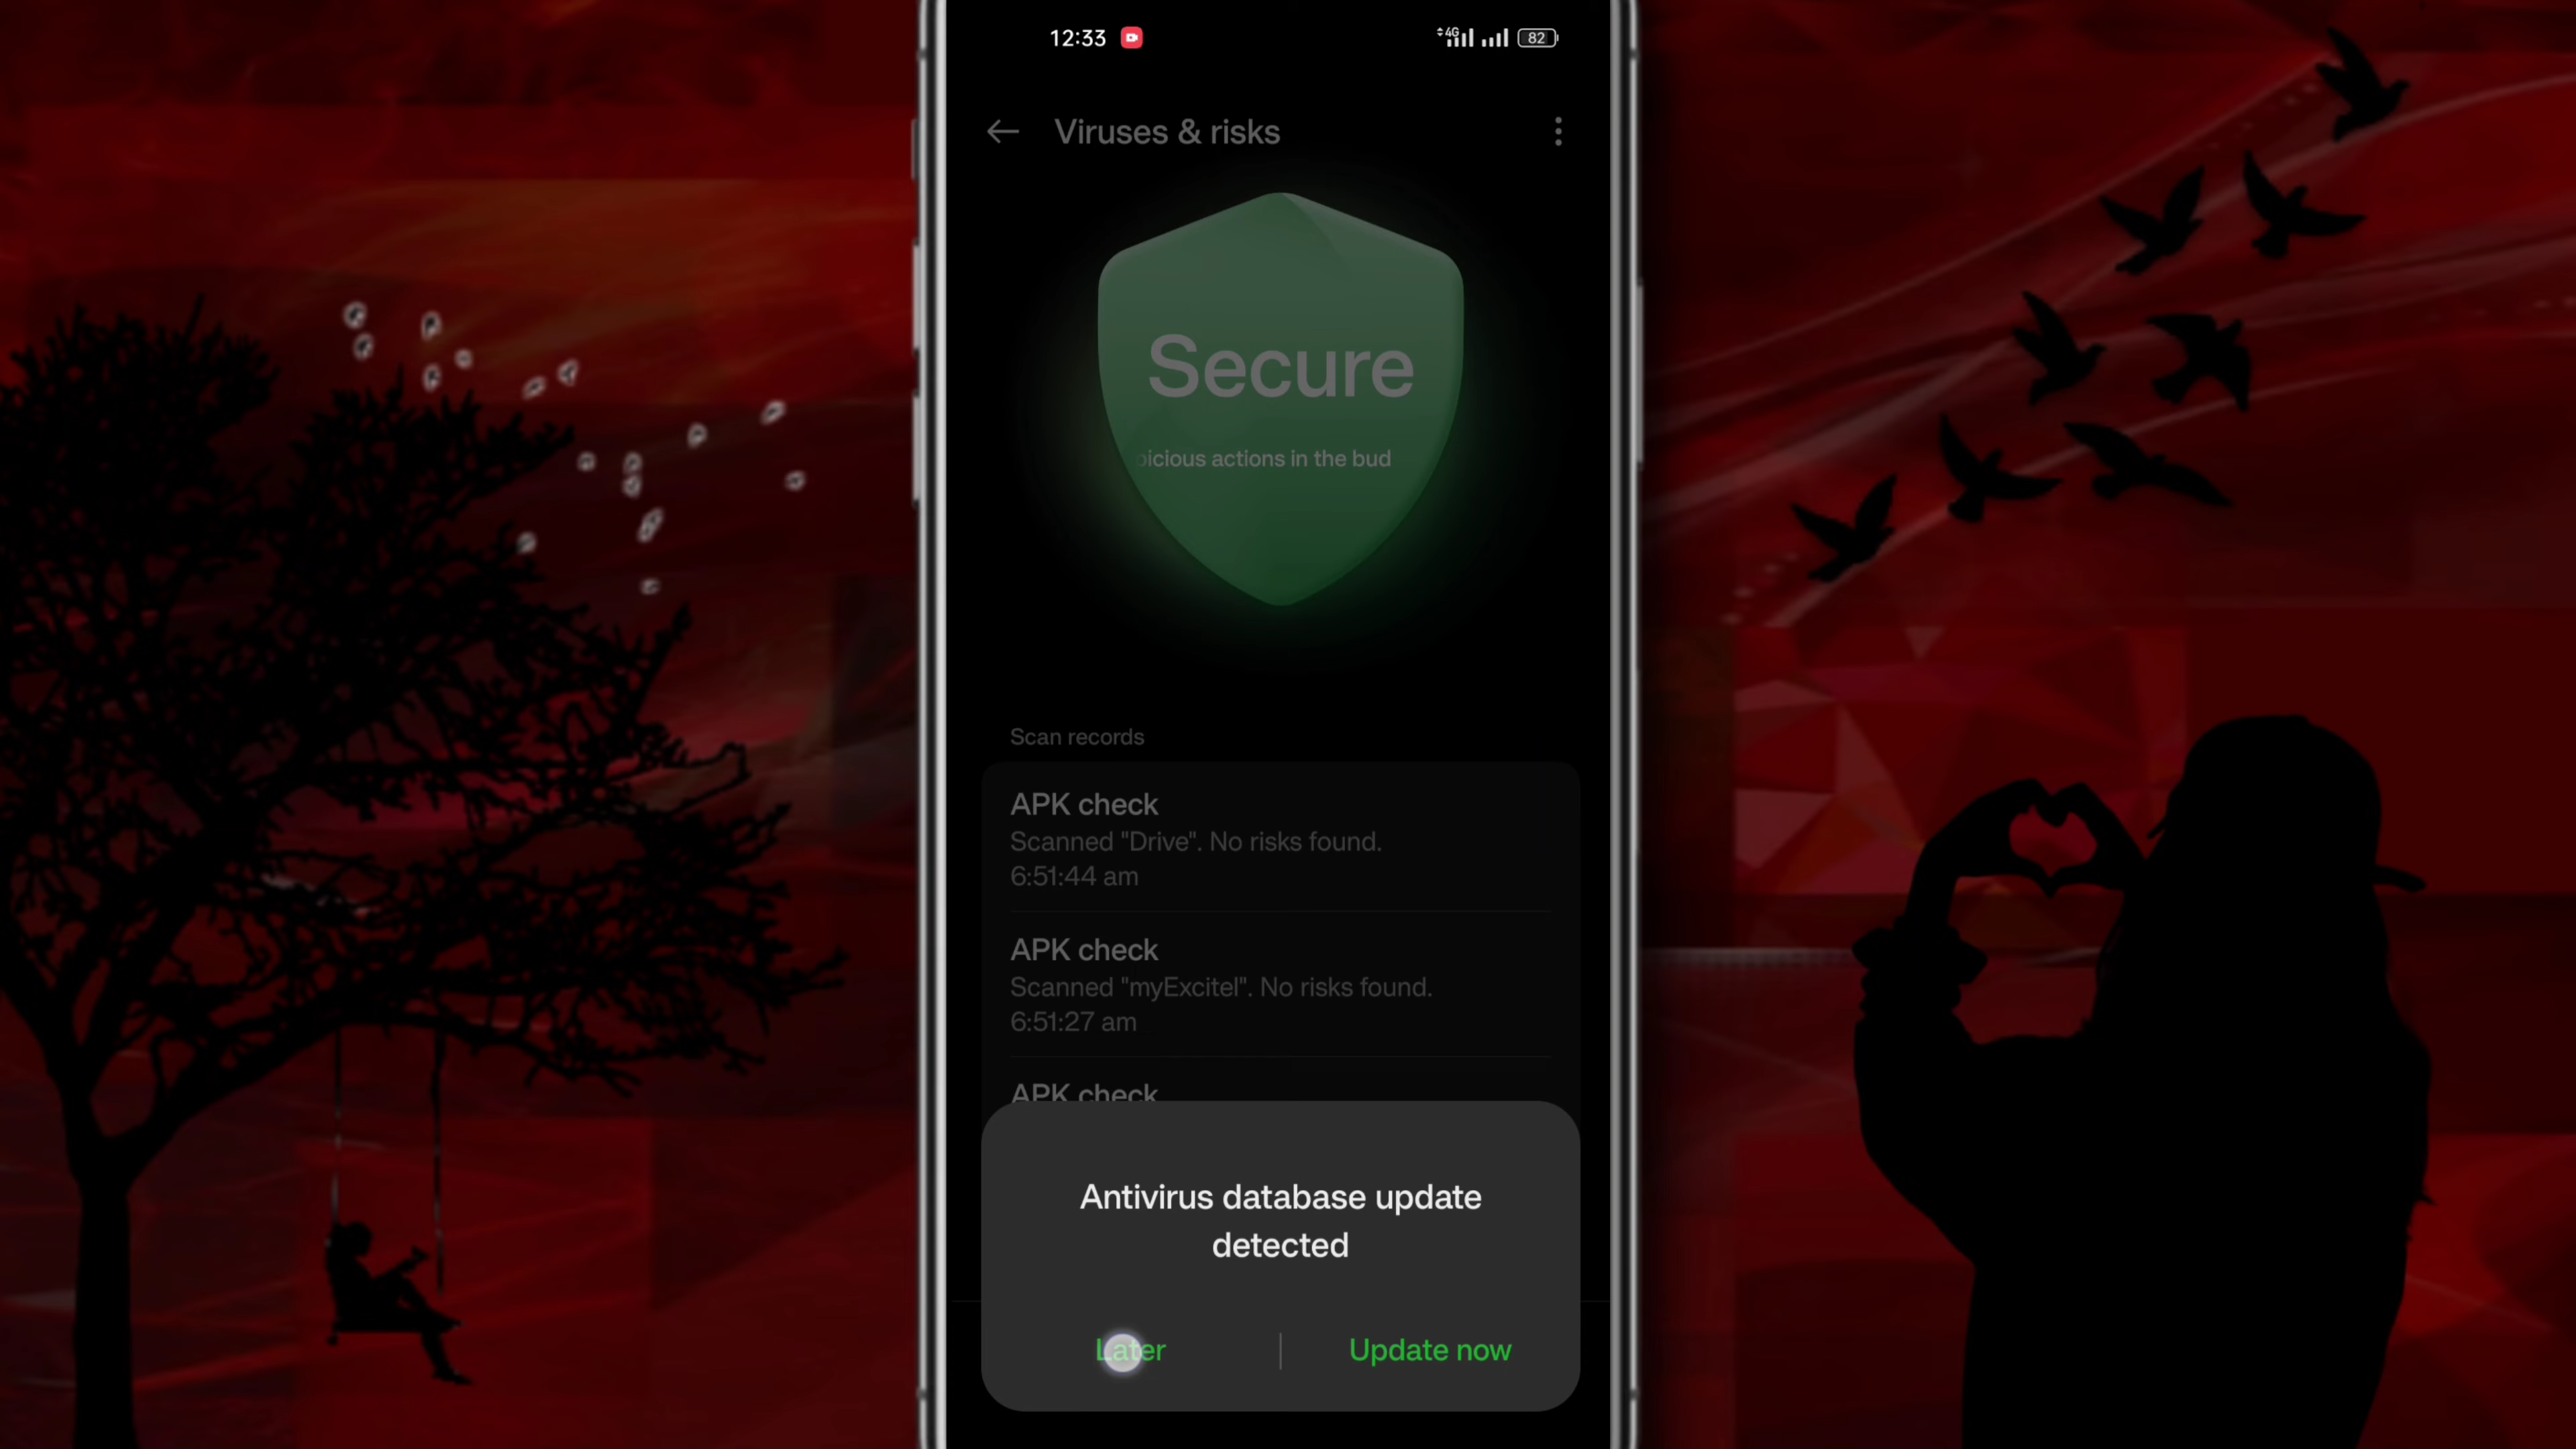 12:33
4G
82
Viruses & risks
Secure
actions in the bud
Scan records
APK check
Scanned "Drive". No risks found.
6:51:44 am
APK check
Scanned "myExcitel". No risks found.
6:51:27 am
APK check
Antivirus database update
detected
Later
Update now